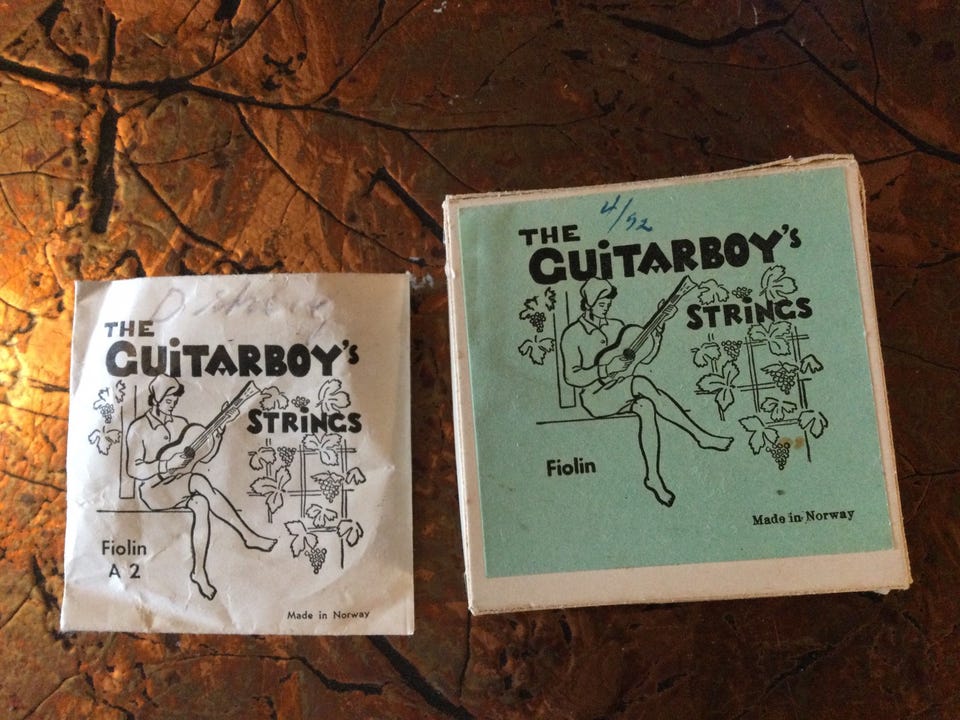 D
THE
GUiTARBOY'S
STRiNGS
Fiolin
A 2
Made in Norway
4/92
THE
GUiTARBOY'S
STRiNGS
Fiolin
Made in Norway